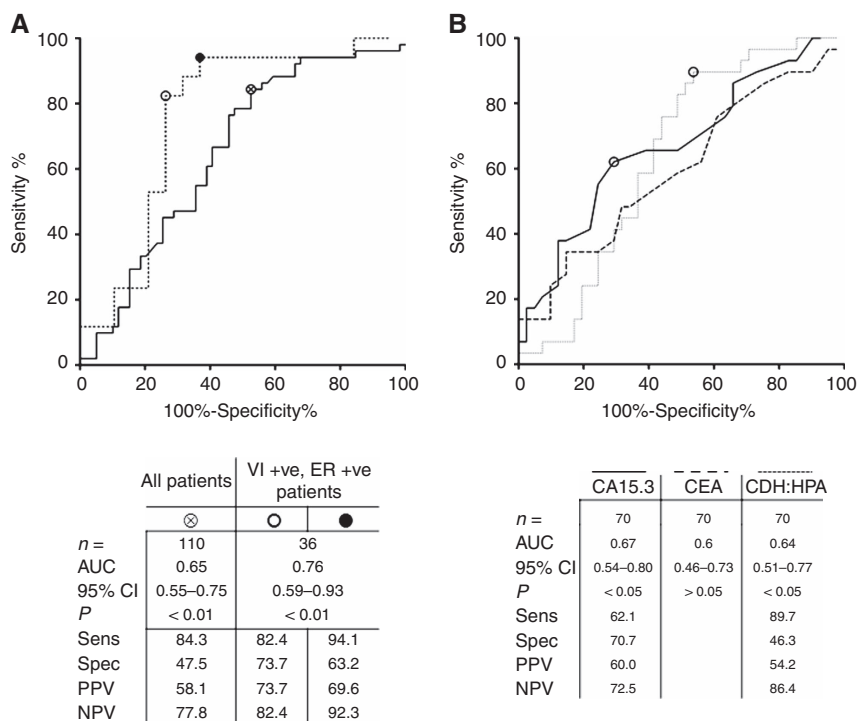 A
100
80
60
40
20
0
Sensitvity %
0 20 40 60 80 100
100%-Specificity%
All patients VI +ve, ER +ve patients
n = 110 36
AUC 0.65 0.76
95% CI 0.55–0.75 0.59–0.93
P < 0.01 < 0.01
Sens 84.3 82.4 94.1
Spec 47.5 73.7 63.2
PPV 58.1 73.7 69.6
NPV 77.8 82.4 92.3
B
100
80
60
40
20
0
Sensitivity %
0 20 40 60 80 100
100%-Specificity%
CA15.3 CEA CDH:HPA
n = 70 70 70
AUC 0.67 0.6 0.64
95% CI 0.54–0.80 0.46–0.73 0.51–0.77
P < 0.05 > 0.05 < 0.05
Sens 62.1 89.7
Spec 70.7 46.3
PPV 60.0 54.2
NPV 72.5 86.4